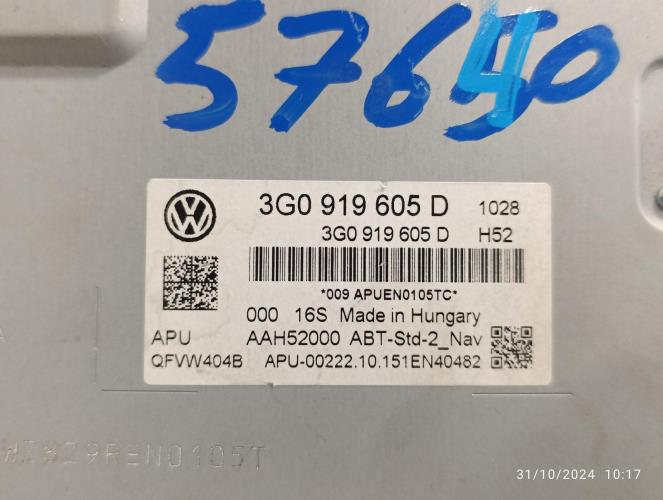 57640
3G0 919 605 D 1028
3G0 919 605 D H52
*009 APUEN0105TC*
000 16S Made in Hungary
APU AAH52000 ABT-Std-2_Nav
QFVW404B APU-00222.10.151EN40482
31/10/2024 10:17